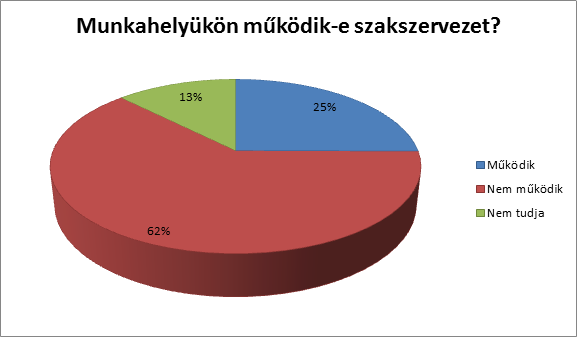 Munkahelyükön működik-e szakszervezet?
13%
25%
62%
Működik
Nem működik
Nem tudja